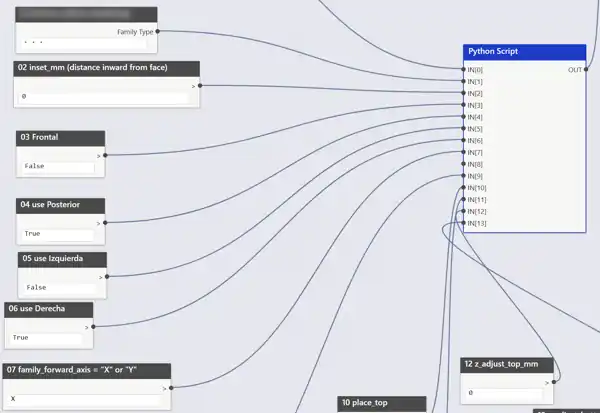 Family Type
. . .
02 inset_mm (distance inward from face)
>
0
03 Frontal
>
False
04 use Posterior
>
True
05 use Izquierda
>
False
06 use Derecha
>
True
07 family_forward_axis = "X" or "Y"
>
X
Python Script
IN[0] OUT
IN[1]
IN[2]
IN[3]
IN[4]
IN[5]
IN[6]
IN[7]
IN[8]
IN[9]
IN[10]
IN[11]
IN[12]
IN[13]
12 z_adjust_top_mm
>
0
10 place_top